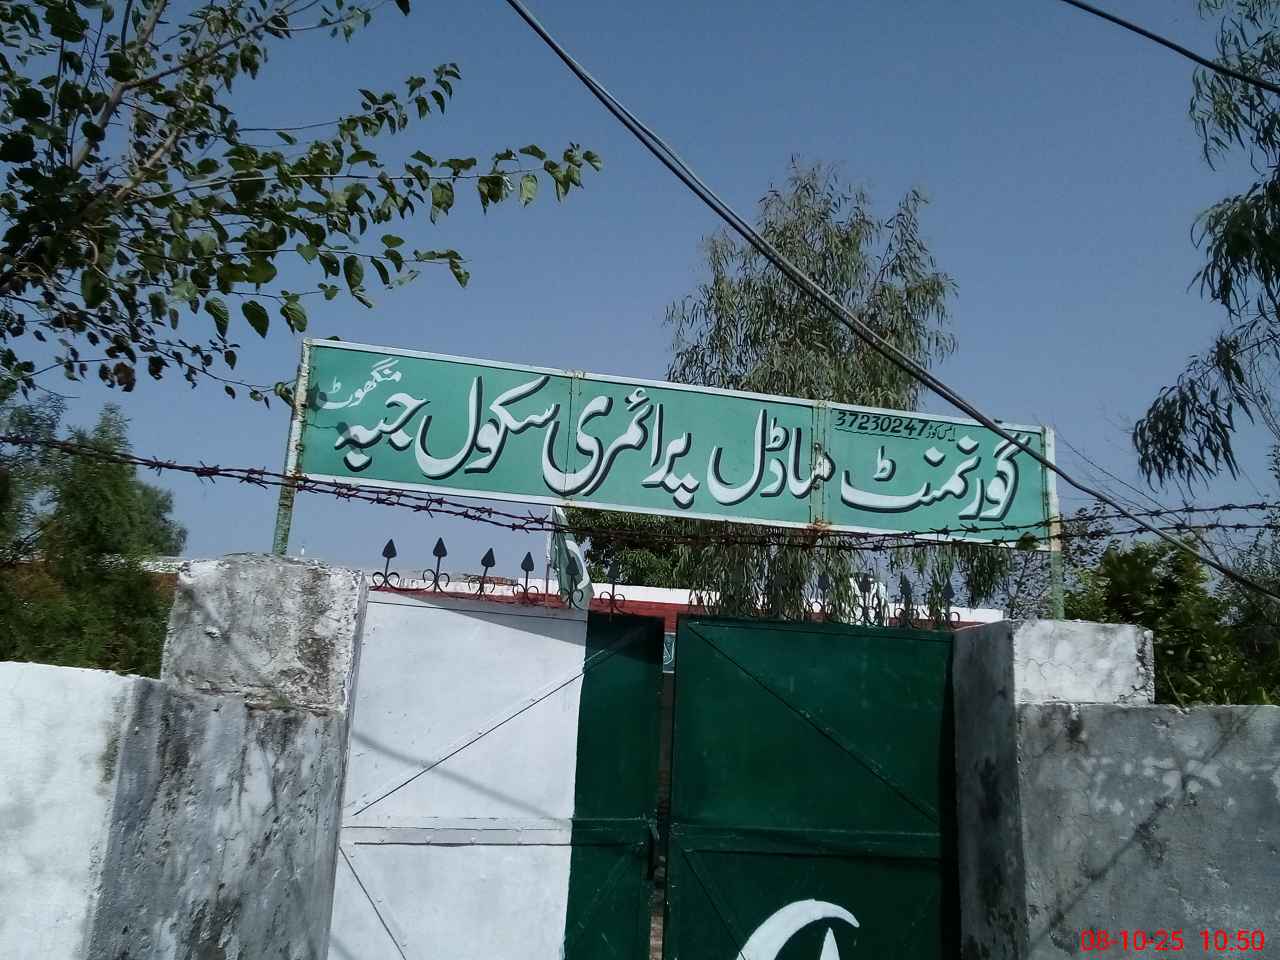 ایس کوڈ 37230247
گورنمنٹ ماڈل پرائمری سکول جبہ منگھوٹ
08-10-25 10:50